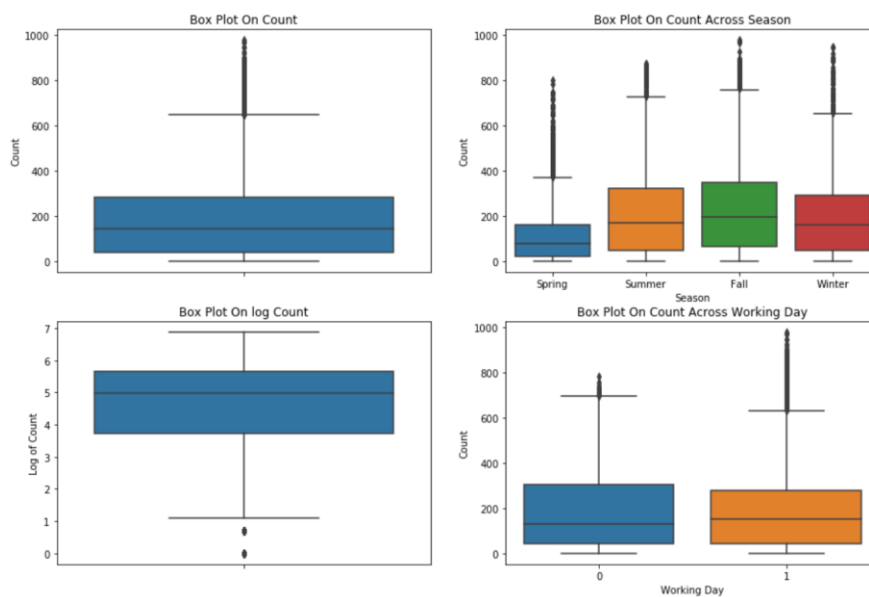 Box Plot On Count
1000
800
600
400
200
0
Count
Box Plot On Count Across Season
1000
800
600
400
200
0
Count
Spring Summer Fall Winter
Season
Box Plot On log Count
7
6
5
4
3
2
1
0
Log of Count
Box Plot On Count Across Working Day
1000
800
600
400
200
0
Count
0 1
Working Day